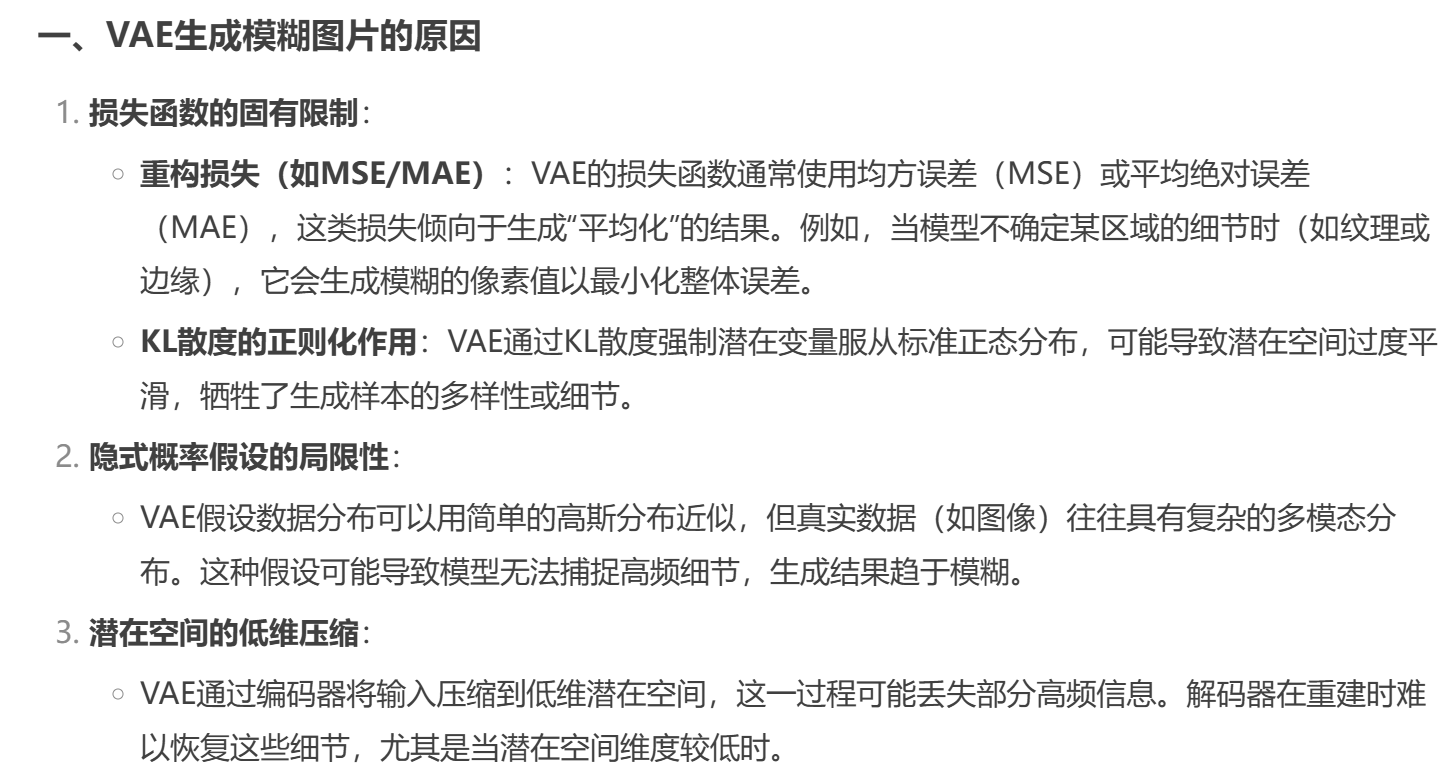 一、VAE生成模糊图片的原因
1. 损失函数的固有限制：
○ 重构损失（如MSE/MAE）：VAE的损失函数通常使用均方误差（MSE）或平均绝对误差
（MAE），这类损失倾向于生成“平均化”的结果。例如，当模型不确定某区域的细节时（如纹理或
边缘），它会生成模糊的像素值以最小化整体误差。
○ KL散度的正则化作用：VAE通过KL散度强制潜在变量服从标准正态分布，可能导致潜在空间过度平
滑，牺牲了生成样本的多样性或细节。
2. 隐式概率假设的局限性：
○ VAE假设数据分布可以用简单的高斯分布近似，但真实数据（如图像）往往具有复杂的多模态分
布。这种假设可能导致模型无法捕捉高频细节，生成结果趋于模糊。
3. 潜在空间的低维压缩：
○ VAE通过编码器将输入压缩到低维潜在空间，这一过程可能丢失部分高频信息。解码器在重建时难
以恢复这些细节，尤其是当潜在空间维度较低时。